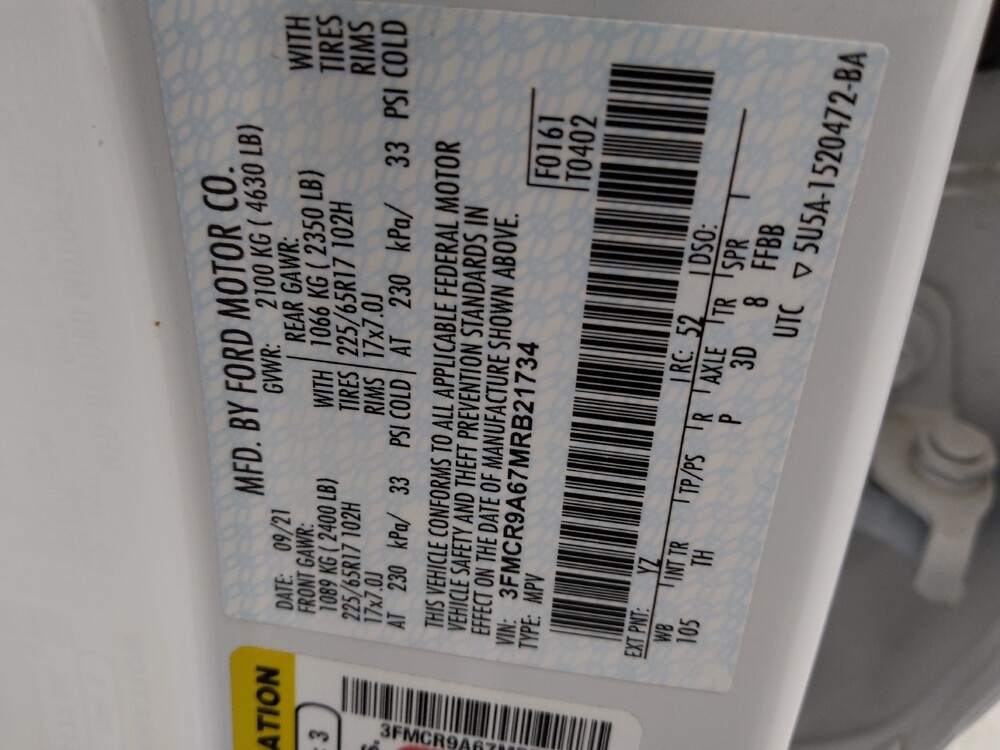 MFD. BY FORD MOTOR CO.
DATE: 09/21 GVWR: 2100 KG ( 4630 LB)
FRONT GAWR: REAR GAWR:
1089 KG ( 2400 LB) WITH 1066 KG ( 2350 LB) WITH
225/65R17 102H TIRES 225/65R17 102H TIRES
17x7.0J RIMS 17x7.0J RIMS
AT 230 kPa/ 33 PSI COLD AT 230 kPa/ 33 PSI COLD
THIS VEHICLE CONFORMS TO ALL APPLICABLE FEDERAL MOTOR
VEHICLE SAFETY AND THEFT PREVENTION STANDARDS IN
EFFECT ON THE DATE OF MANUFACTURE SHOWN ABOVE.
VIN: 3FMCR9A67MRB21734
TYPE: MPV
F0161
T0402
EXT PNT: YZ RC: 52 DSO:
WB INT TR TP/PS R AXLE TR SPR
105 TH P 3D 8 FFBB
UTC ▽ 5U5A-1520472-BA
ATION
3
3FMCR9A67M